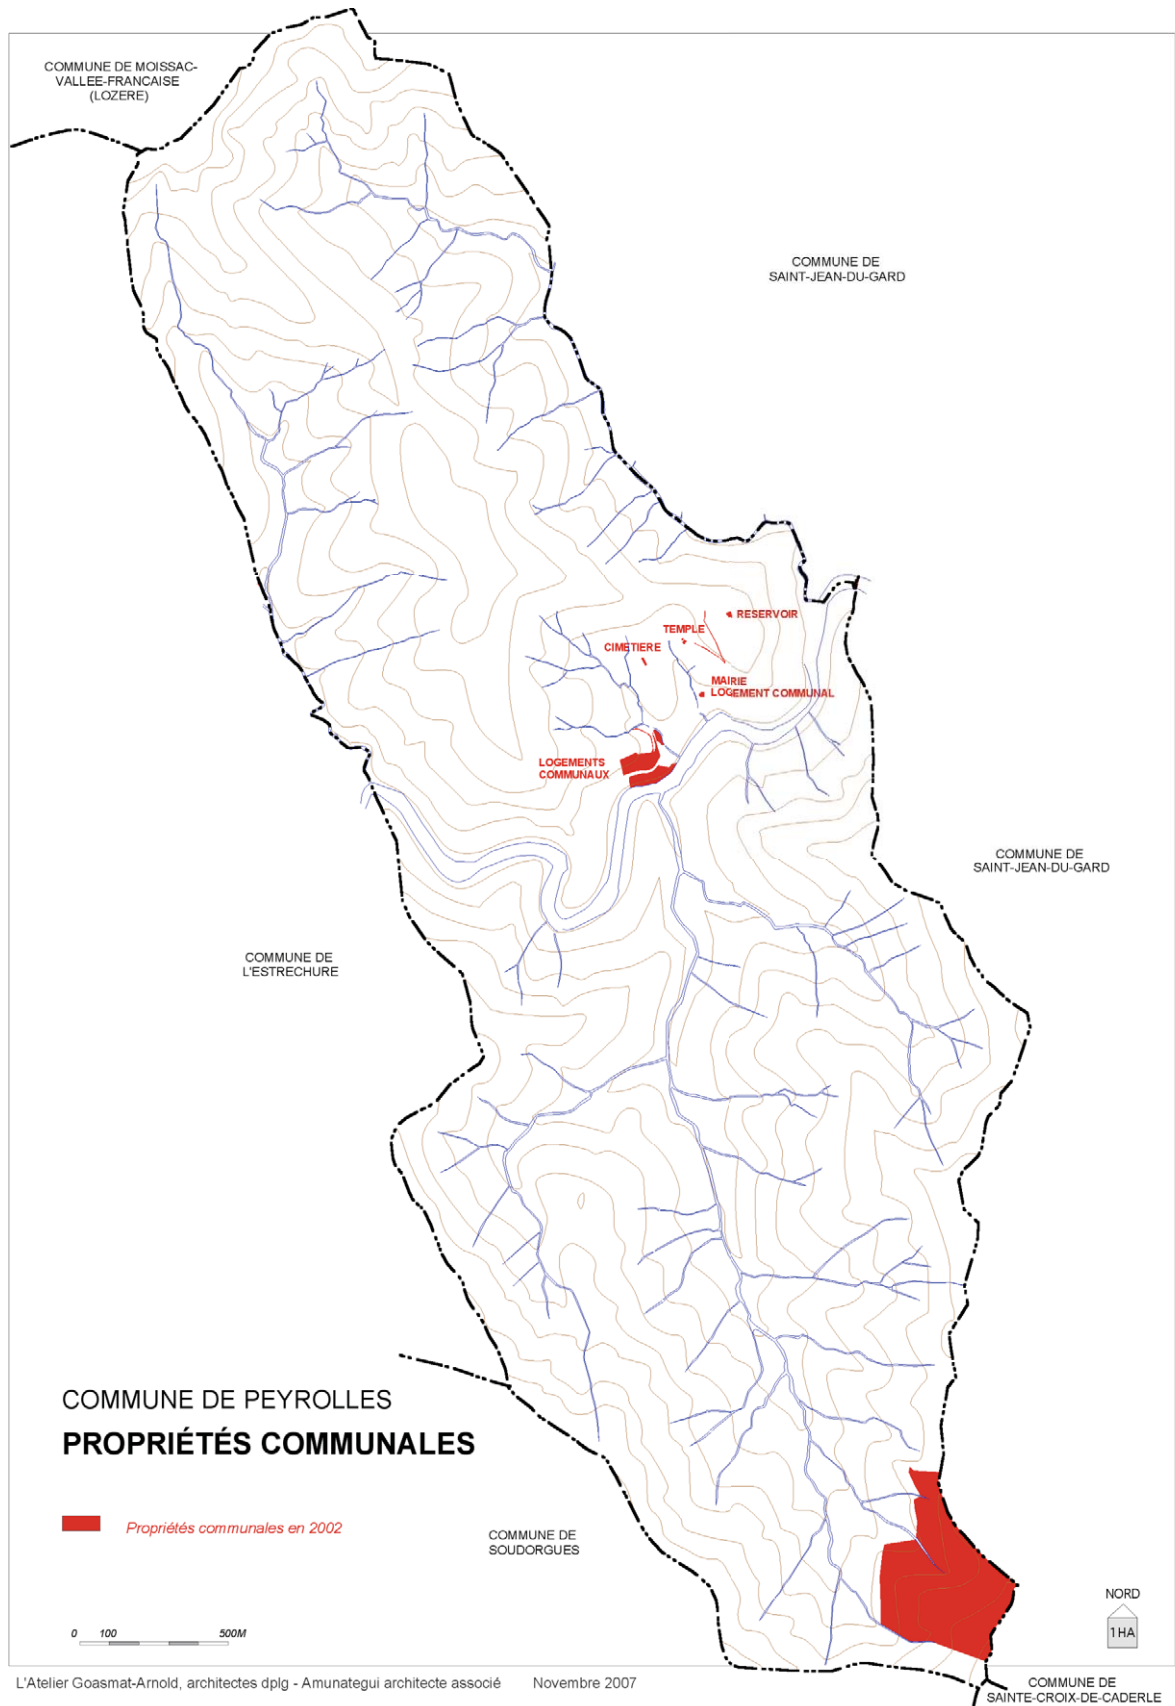 COMMUNE DE MOISSAC-
VALLEE-FRANCAISE
(LOZERE)
COMMUNE DE
SAINT-JEAN-DU-GARD
RESERVOIR
TEMPLE
CIMETIERE
MAIRIE
LOGEMENT COMMUNAL
LOGEMENTS
COMMUNAUX
COMMUNE DE
SAINT-JEAN-DU-GARD
COMMUNE DE
L'ESTRECHURE
COMMUNE DE PEYROLLES
PROPRIÉTÉS COMMUNALES
Propriétés communales en 2002
COMMUNE DE
SOUDORGUES
NORD
1HA
0 100 500M
L'Atelier Goasmat-Arnold, architectes dplg - Amunategui architecte associé Novembre 2007
COMMUNE DE
SAINTE-CROIX-DE-CADERLE